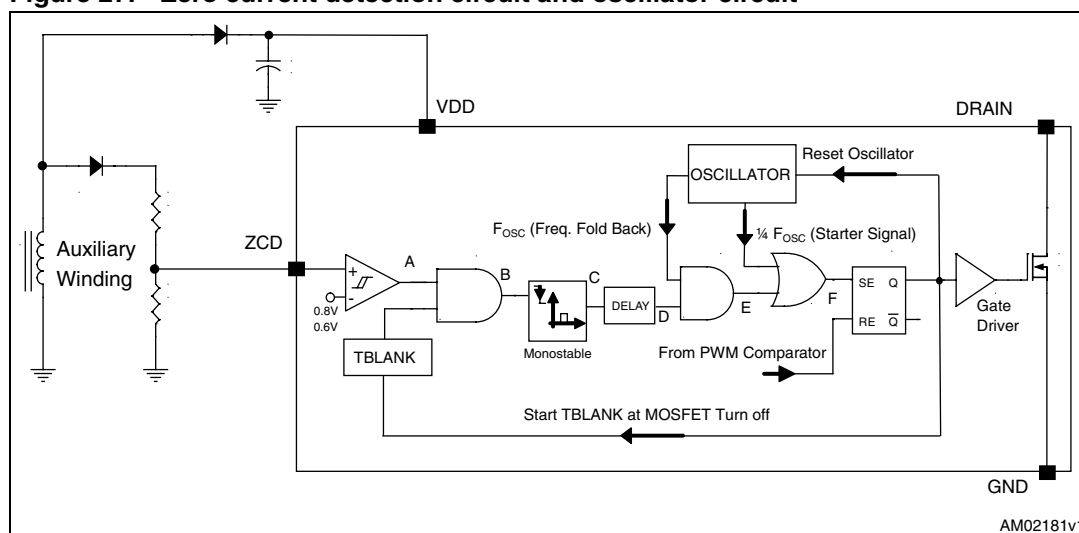 Figure 27. Zero current detection circuit and oscillator circuit
VDD
DRAIN
Reset Oscillator
OSCILLATOR
FOSC (Freq. Fold Back)
¼ FOSC (Starter Signal)
ZCD
Auxiliary
Winding
A
B
C
D
E
F
+
-
0.8V
0.6V
SE Q
RE Q
DELAY
Monostable
Gate
Driver
TBLANK
From PWM Comparator
Start TBLANK at MOSFET Turn off
GND
AM02181v1